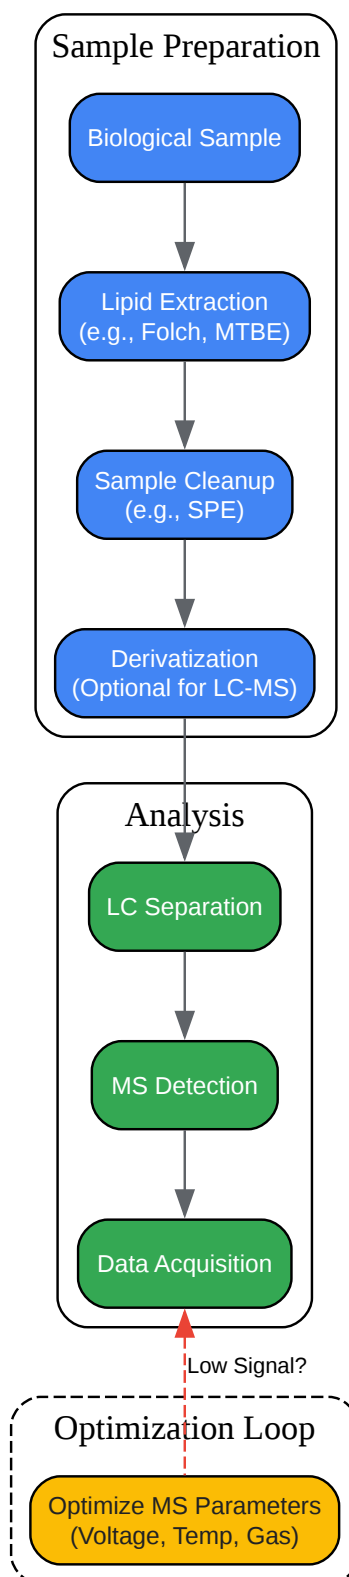 Sample Preparation
Biological Sample
Lipid Extraction
(e.g., Folch, MTBE)
Sample Cleanup
(e.g., SPE)
Derivatization
(Optional for LC-MS)
Analysis
LC Separation
MS Detection
Data Acquisition
Low Signal?
Optimization Loop
Optimize MS Parameters
(Voltage, Temp, Gas)